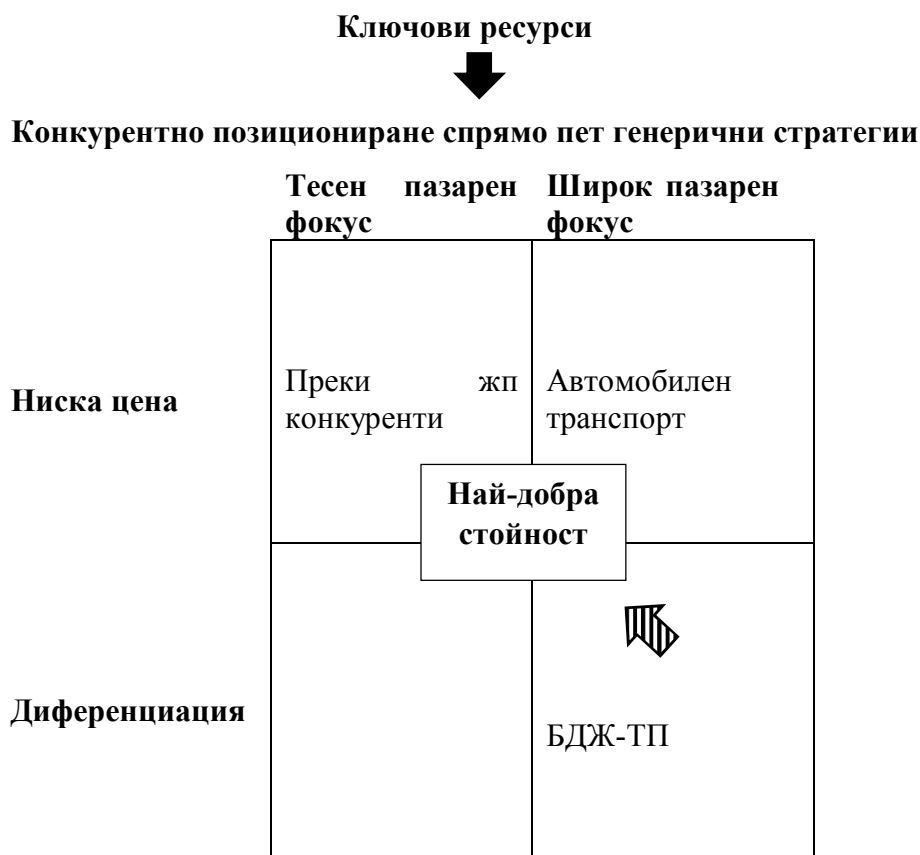 Ключови ресурси
Конкурентно позициониране спрямо пет генерични стратегии
Тесен пазарен
фокус
Широк пазарен
фокус
Ниска цена
Преки жп
конкуренти
Автомобилен
транспорт
Най-добра
стойност
Диференциация
БДЖ-ТП